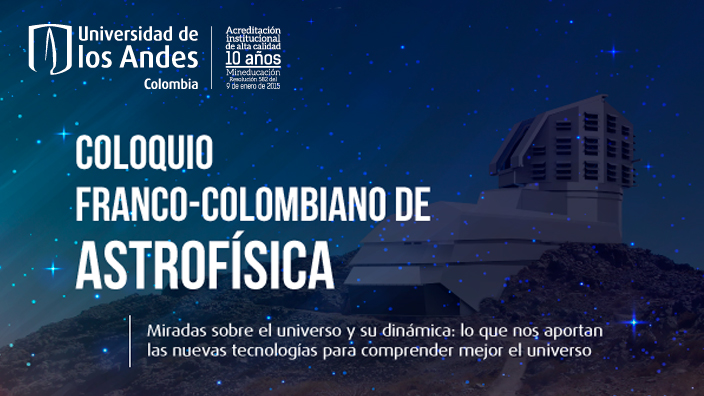 Universidad de
los Andes
Colombia
Acreditación
institucional
de alta calidad
10 años
Mineducación
Resolución 582 del
9 de enero de 2015
COLOQUIO
FRANCO-COLOMBIANO DE
ASTROFÍSICA
Miradas sobre el universo y su dinámica: lo que nos aportan
las nuevas tecnologías para comprender mejor el universo